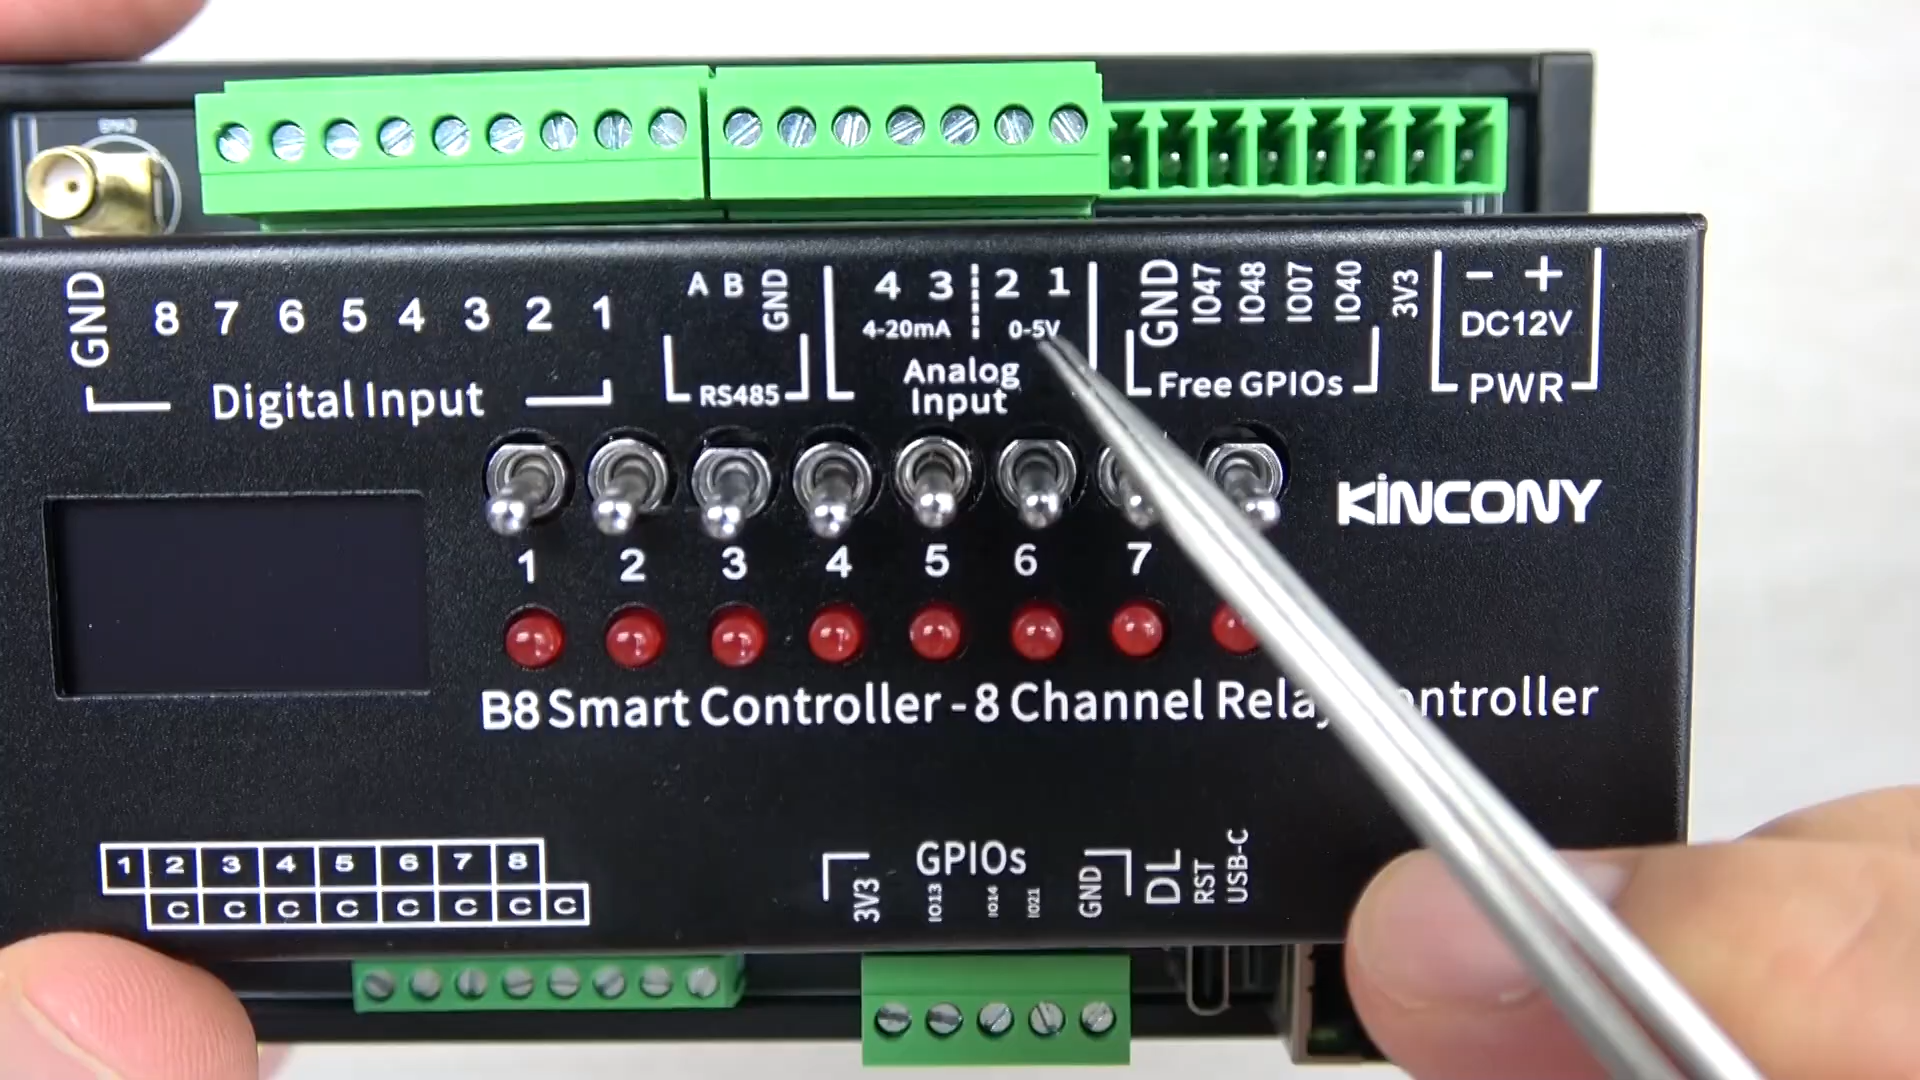 GND 8 7 6 5 4 3 2 1
Digital Input
A B GND
RS485
4 3 2 1
4-20mA 0-5V
Analog
Input
GND IO47 IO48 IO07 IO40 3V3
Free GPIOs
- +
DC12V
PWR
KiNCONY
1 2 3 4 5 6 7
B8 Smart Controller - 8 Channel
1 2 3 4 5 6 7 8
C C C C C C C C
GPIOs
3V3 IO13 IO14 IO21 GND
DL RST USB-C